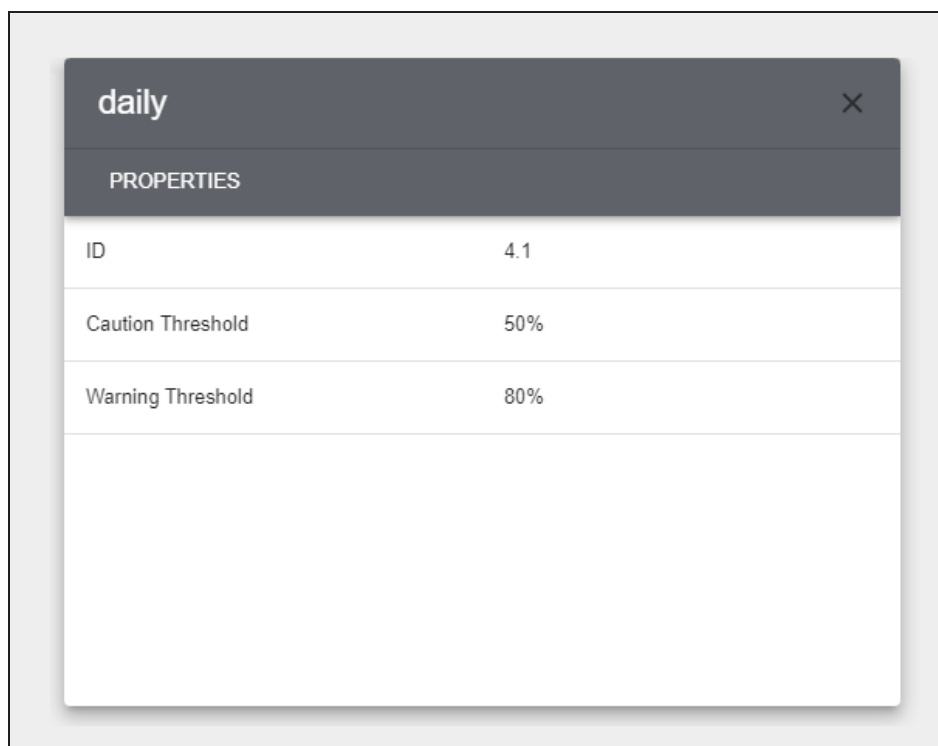 daily
PROPERTIES
ID 4.1
Caution Threshold 50%
Warning Threshold 80%